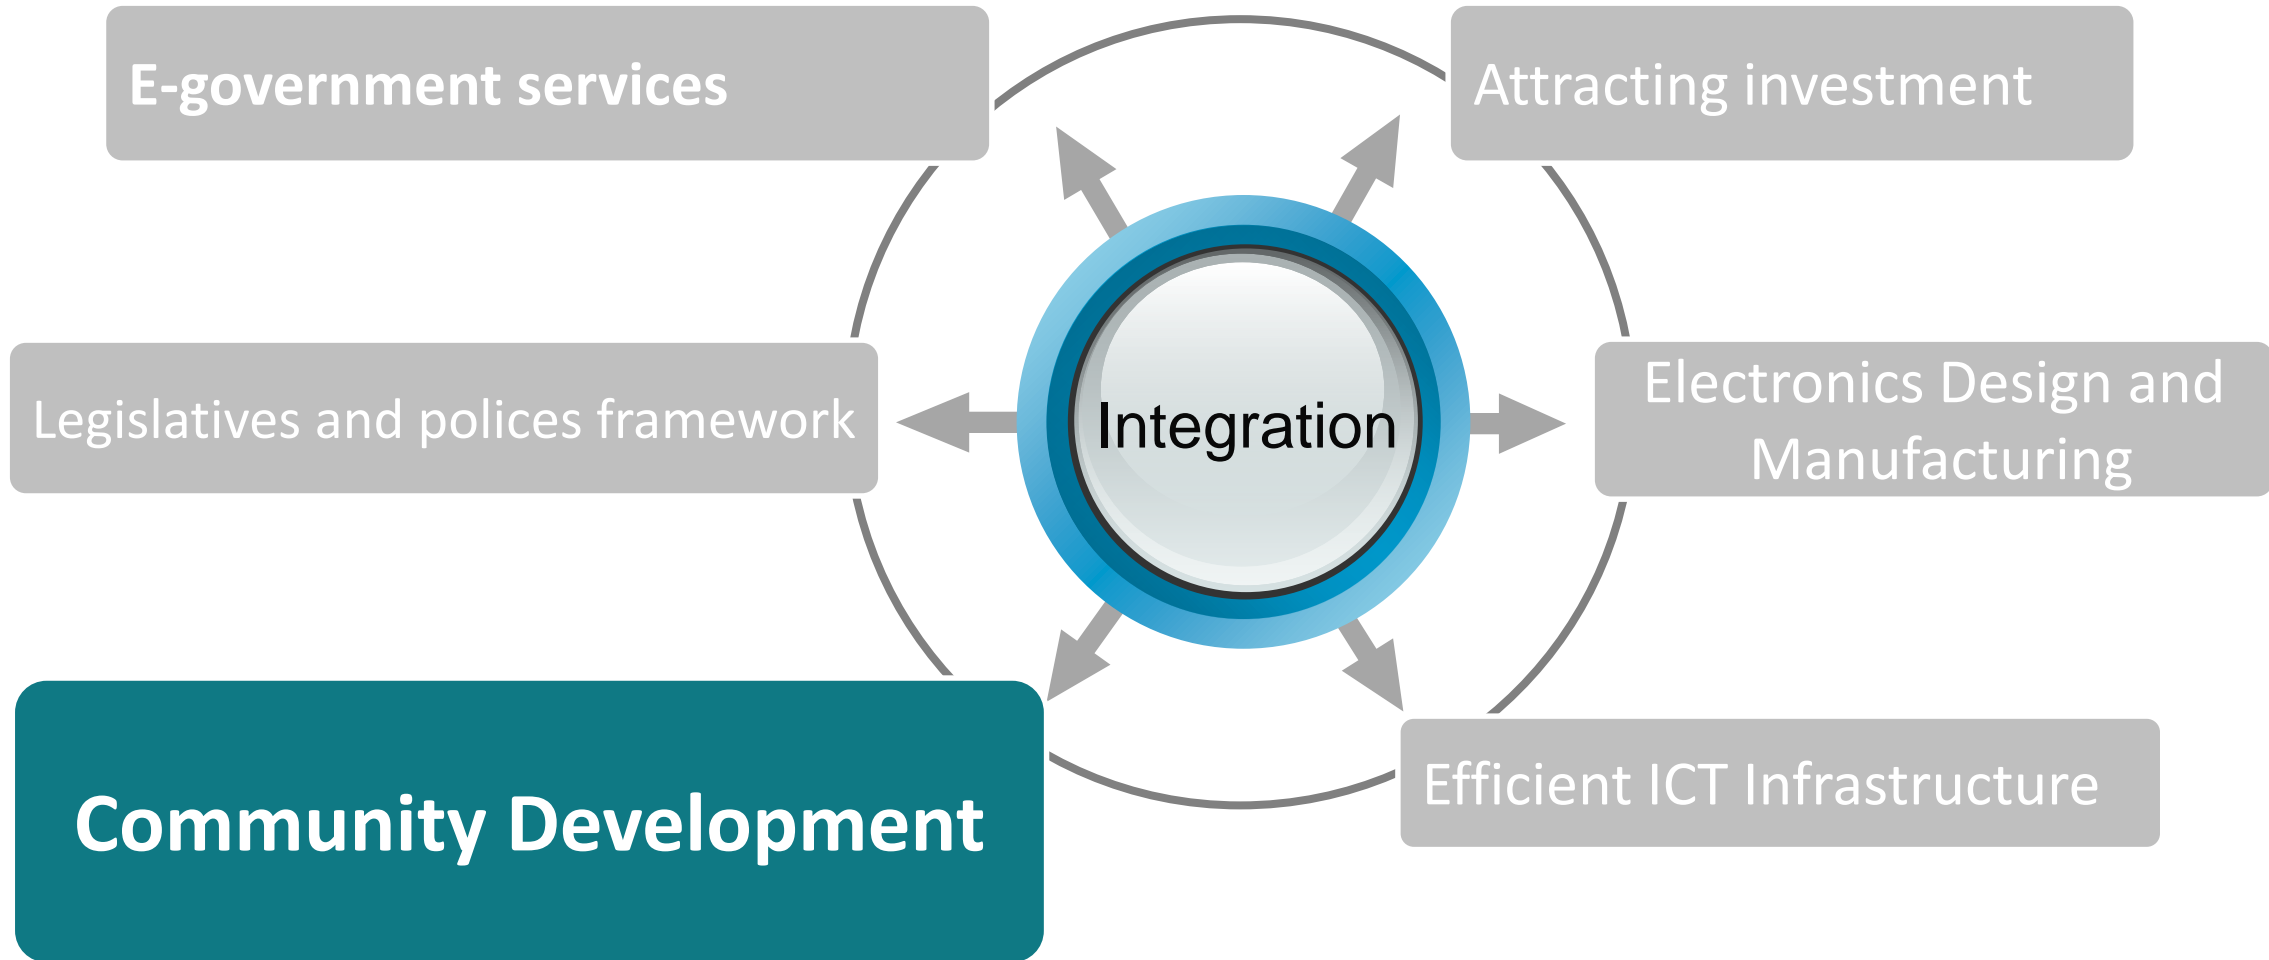 E-government services
Attracting investment
Legislatives and polices framework
Integration
Electronics Design and
Manufacturing
Community Development
Efficient ICT Infrastructure